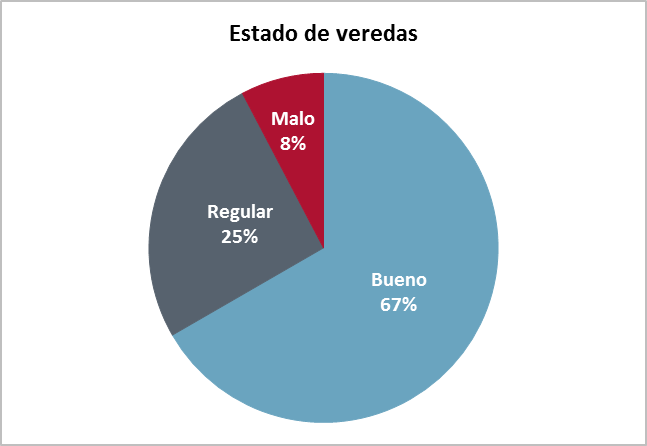 Estado de veredas
Malo
8%
Regular
25%
Bueno
67%